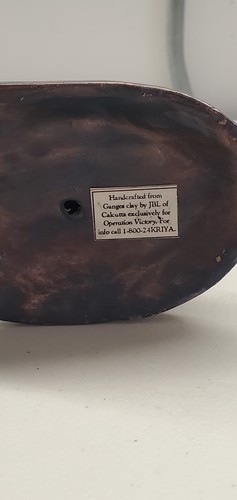 Handcrafted from
Ganges clay by JBL of
Calcutta exclusively for
Operation Victory. For
info call 1-800-24KRIYA.